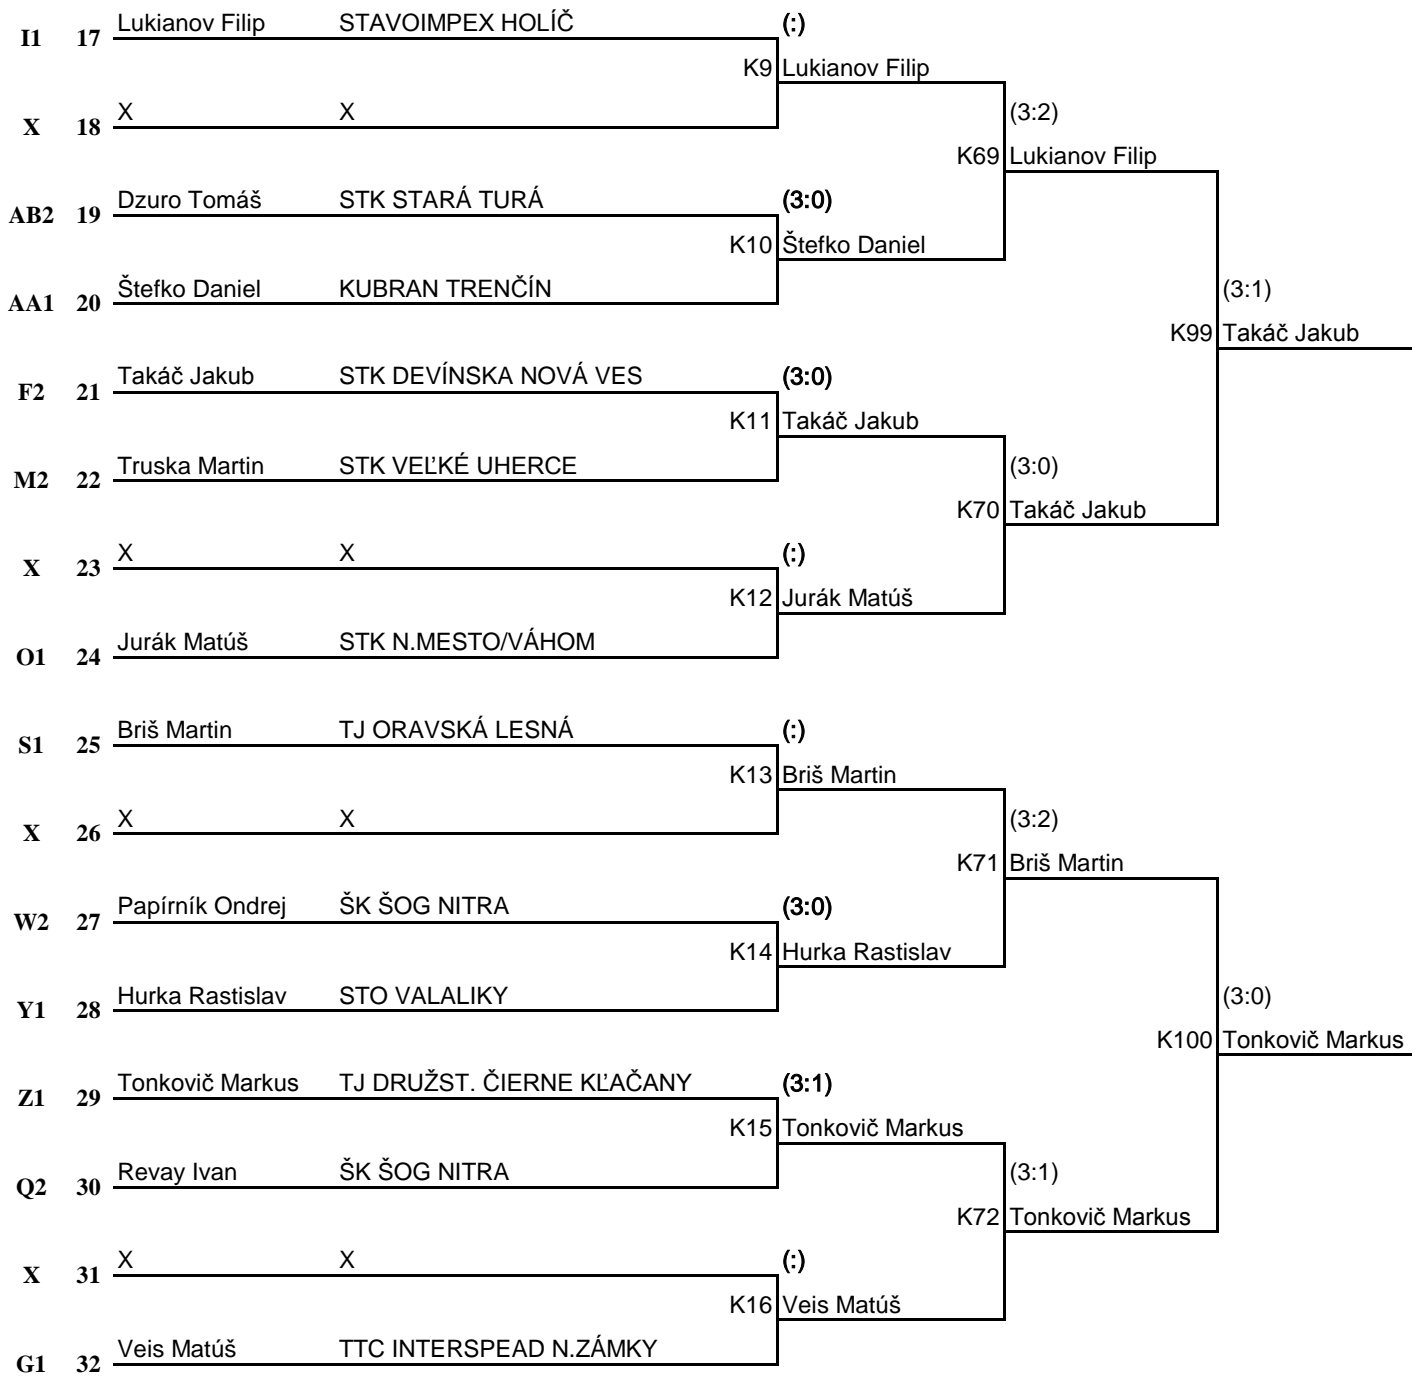 I1 17 Lukianov Filip STAVOIMPEX HOLÍČ (:)
K9 Lukianov Filip
X 18 X X (3:2)
K69 Lukianov Filip
AB2 19 Dzuro Tomáš STK STARÁ TURÁ (3:0)
K10 Štefko Daniel
AA1 20 Štefko Daniel KUBRAN TRENČÍN (3:1)
K99 Takáč Jakub
F2 21 Takáč Jakub STK DEVÍNSKA NOVÁ VES (3:0)
K11 Takáč Jakub
M2 22 Truska Martin STK VEĽKÉ UHERCE (3:0)
K70 Takáč Jakub
X 23 X X (:)
K12 Jurák Matúš
O1 24 Jurák Matúš STK N.MESTO/VÁHOM
S1 25 Briš Martin TJ ORAVSKÁ LESNÁ (:)
K13 Briš Martin
X 26 X X (3:2)
K71 Briš Martin
W2 27 Papírník Ondrej ŠK ŠOG NITRA (3:0)
K14 Hurka Rastislav
Y1 28 Hurka Rastislav STO VALALIKY (3:0)
K100 Tonkovič Markus
Z1 29 Tonkovič Markus TJ DRUŽST. ČIERNE KĽAČANY (3:1)
K15 Tonkovič Markus
Q2 30 Revay Ivan ŠK ŠOG NITRA (3:1)
K72 Tonkovič Markus
X 31 X X (:)
K16 Veis Matúš
G1 32 Veis Matúš TTC INTERSPEAD N.ZÁMKY